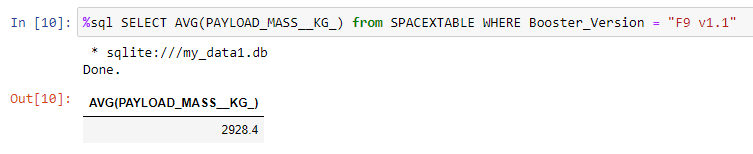 In [10]: %sql SELECT AVG(PAYLOAD_MASS__KG_) from SPACEXTABLE WHERE Booster_Version = "F9 v1.1"
* sqlite:///my_data1.db
Done.
Out[10]: AVG(PAYLOAD_MASS__KG_)
2928.4